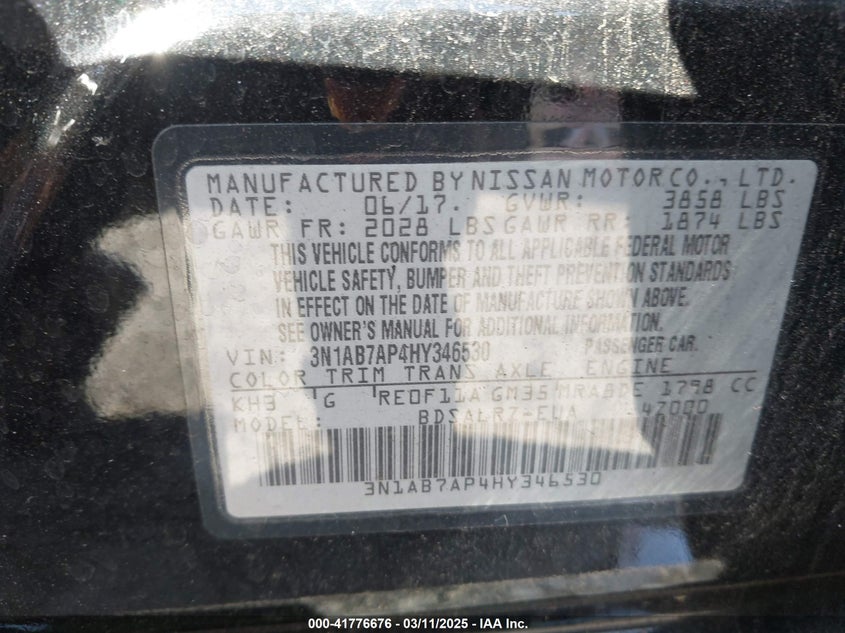 MANUFACTURED BY NISSAN MOTOR CO., LTD.
DATE: 06/17. GVWR: 3858 LBS
GAWR FR: 2028 LBS GAWR RR: 1874 LBS
THIS VEHICLE CONFORMS TO ALL APPLICABLE FEDERAL MOTOR
VEHICLE SAFETY, BUMPER AND THEFT PREVENTION STANDARDS
IN EFFECT ON THE DATE OF MANUFACTURE SHOWN ABOVE.
SEE OWNER'S MANUAL FOR ADDITIONAL INFORMATION.
VIN: 3N1AB7AP4HY346530 PASSENGER CAR.
COLOR TRIM TRANS AXLE ENGINE
KH3 G RE0F11A GM35 MRA8DE 1798 CC
MODEL: BDSALRZ-EUA -47000
3N1AB7AP4HY346530
000-41776676 - 03/11/2025 - IAA Inc.